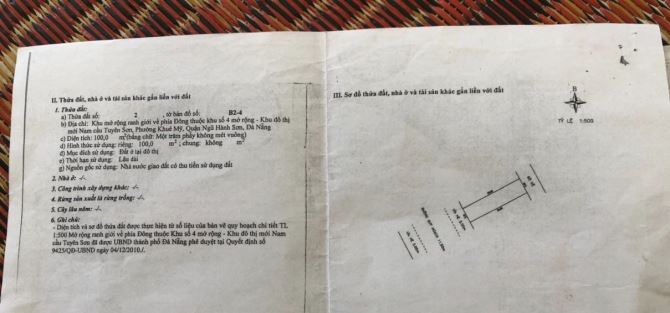 II. Thửa đất, nhà ở và tài sản khác gắn liền với đất
1. Thửa đất:
a) Thửa đất số: 2 , tờ bản đồ số: B2-4
b) Địa chỉ: Khu mở rộng ranh giới về phía Đông thuộc khu số 4 mở rộng - Khu đô thị
mới Nam cầu Tuyên Sơn, Phường Khuê Mỹ, Quận Ngũ Hành Sơn, Đà Nẵng
c) Diện tích: 100,0 m²(bằng chữ: Một trăm phẩy không mét vuông)
d) Hình thức sử dụng: riêng: 100,0 m² ; chung: không m²
đ) Mục đích sử dụng: Đất ở tại đô thị
e) Thời hạn sử dụng: Lâu dài
g) Nguồn gốc sử dụng: Nhà nước giao đất có thu tiền sử dụng đất
2. Nhà ở: -/-
3. Công trình xây dựng khác: -/-
4. Rừng sản xuất là rừng trồng: -/-
5. Cây lâu năm: -/-
6. Ghi chú:
- Diện tích và sơ đồ thửa đất được thực hiện từ số liệu của bản vẽ quy hoạch chi tiết TL
1:500 Mở rộng ranh giới về phía Đông thuộc Khu số 4 mở rộng - Khu đô thị mới Nam
cầu Tuyên Sơn đã được UBND thành phố Đà Nẵng phê duyệt tại Quyết định số
9425/QĐ-UBND ngày 04/12/2010./.
III. Sơ đồ thửa đất, nhà ở và tài sản khác gắn liền với đất
B
TỶ LỆ 1:500